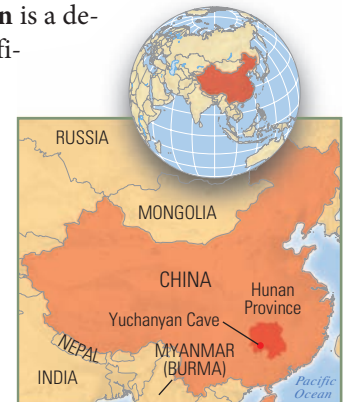 n is a de-
fi-
RUSSIA
MONGOLIA
CHINA
Hunan
Province
Yuchanyan Cave
NEPAL
MYANMAR
(BURMA)
INDIA
Pacific
Ocean